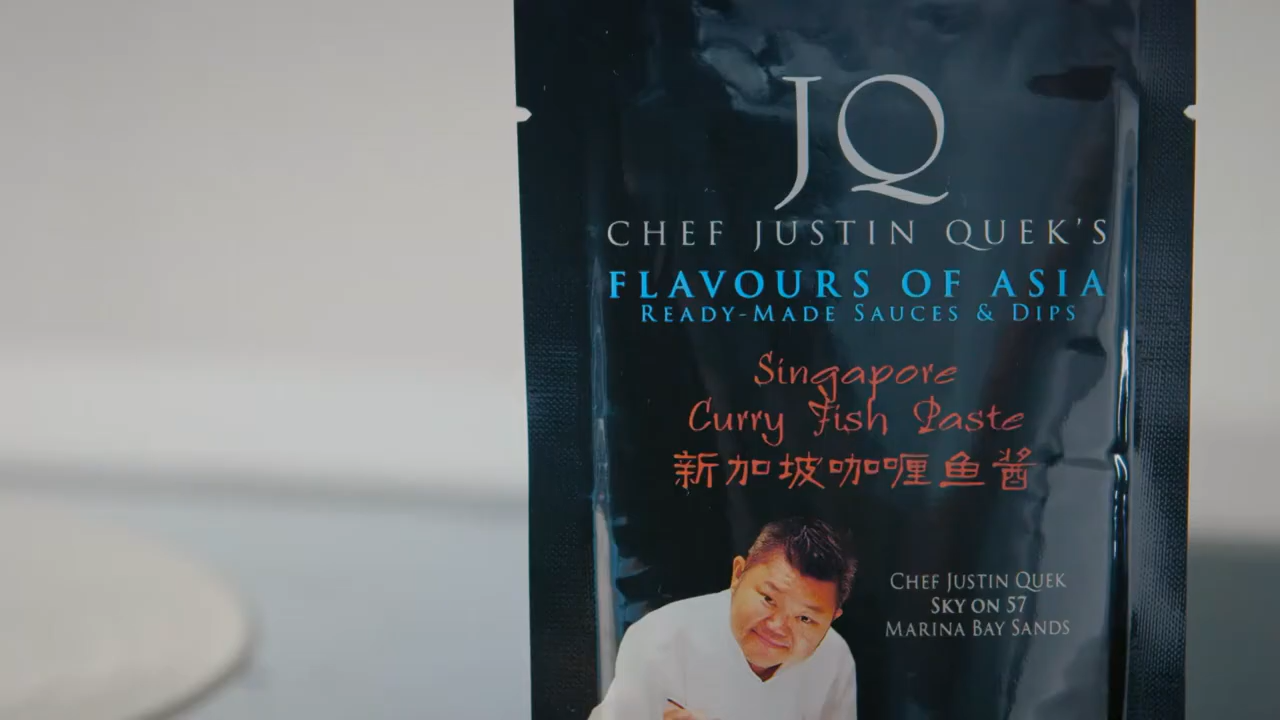 JQ
CHEF JUSTIN QUEK'S
FLAVOURS OF ASIA
READY-MADE SAUCES & DIPS
Singapore
Curry Fish Paste
新加坡咖喱鱼酱
CHEF JUSTIN QUEK
SKY ON 57
MARINA BAY SANDS